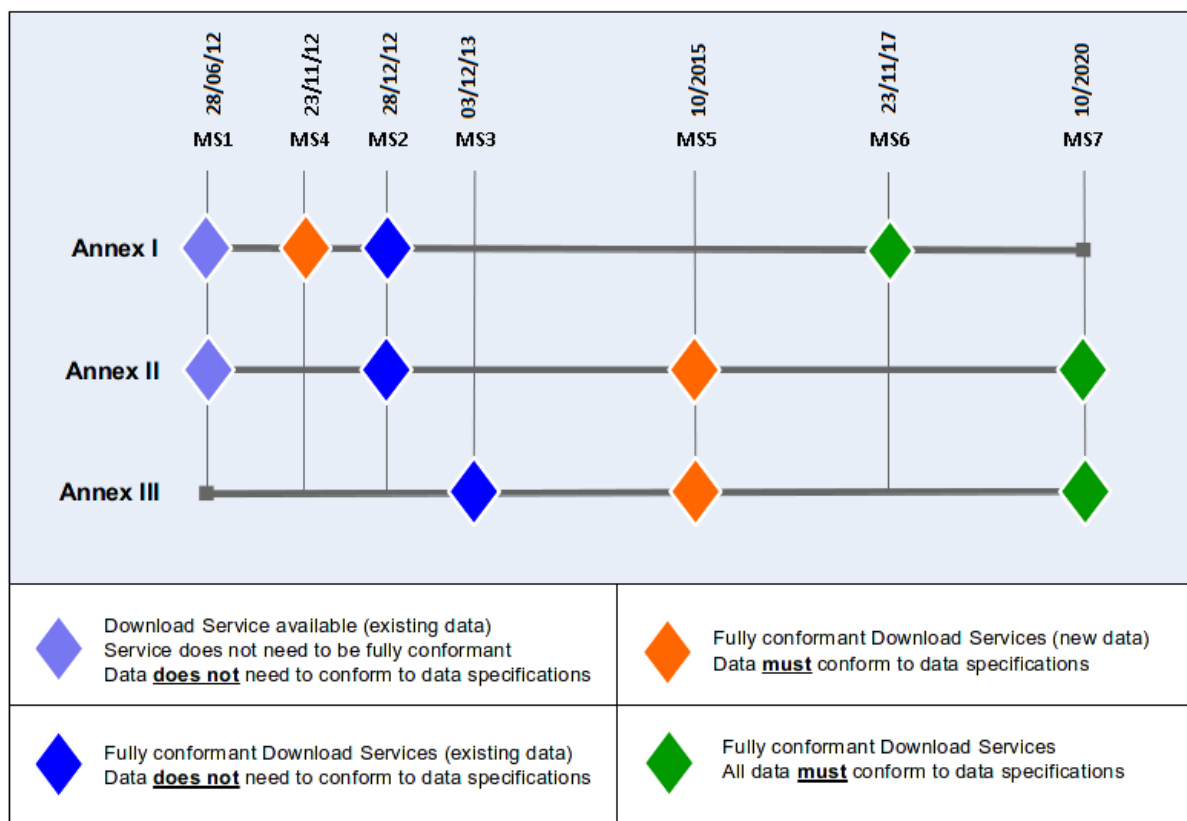 28/06/12
23/11/12
28/12/12
03/12/13
10/2015
23/11/17
10/2020
MS1
MS4
MS2
MS3
MS5
MS6
MS7
Annex I
Annex II
Annex III
Download Service available (existing data)
Service does not need to be fully conformant
Data does not need to conform to data specifications
Fully conformant Download Services (new data)
Data must conform to data specifications
Fully conformant Download Services (existing data)
Data does not need to conform to data specifications
Fully conformant Download Services
All data must conform to data specifications